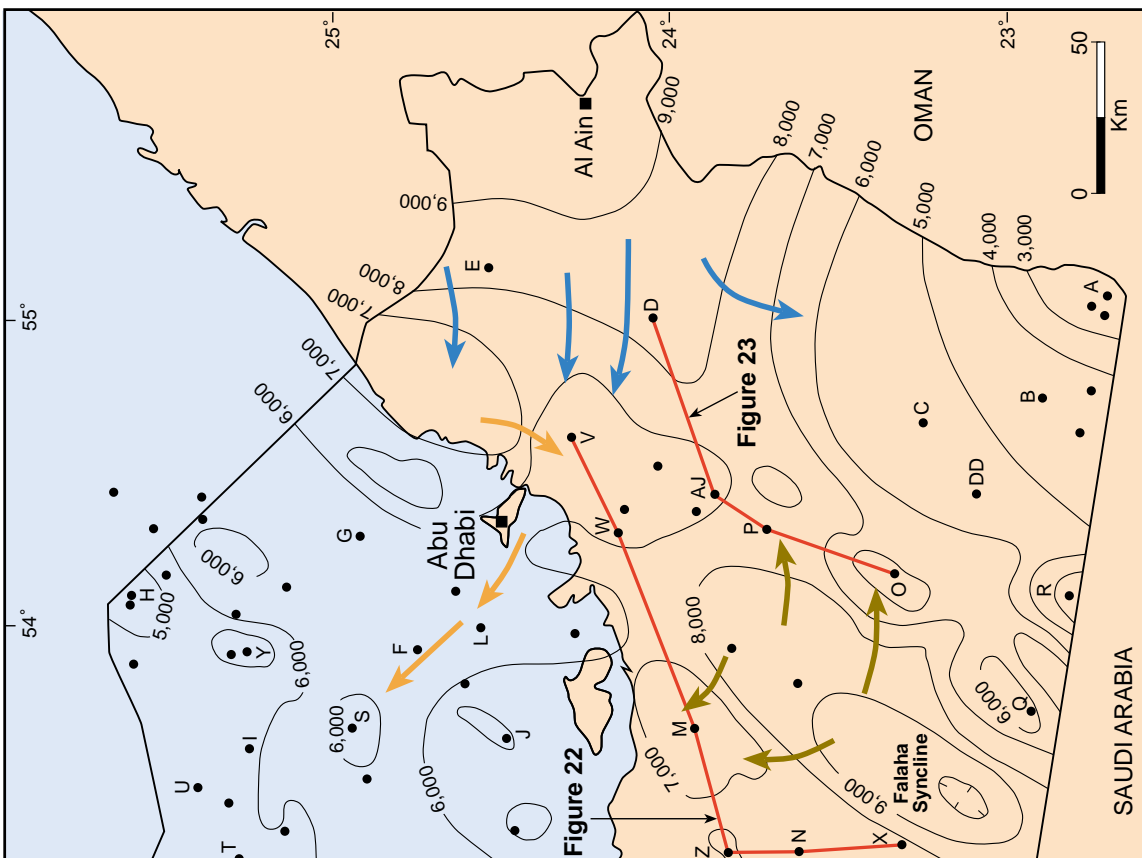 25°
24°
23°
55°
54°
50
Km
0
OMAN
SAUDI ARABIA
Al Ain
Abu
Dhabi
Falaha
Syncline
Figure 22
Figure 23
9,000
9,000
8,000
7,000
6,000
5,000
4,000
3,000
8,000
7,000
7,000
6,000
6,000
5,000
6,000
6,000
6,000
8,000
7,000
9,000
6,000
A
B
C
D
DD
E
F
G
H
I
J
L
M
N
O
P
Q
R
S
T
U
V
W
X
Y
Z
AJ